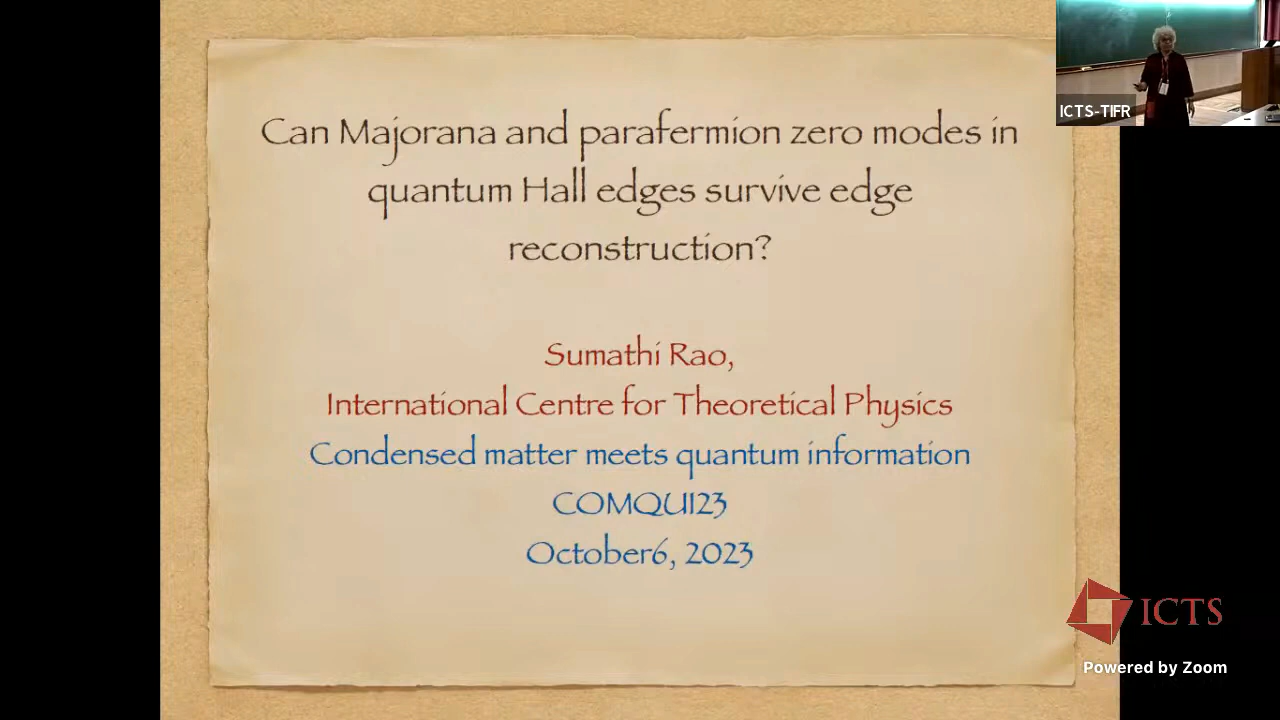 Can Majorana and parafermion zero modes in
quantum Hall edges survive edge
reconstruction?
Sumathi Rao,
International Centre for Theoretical Physics
Condensed matter meets quantum information
COMQUI23
October6, 2023
ICTS-TIFR
ICTS
Powered by Zoom